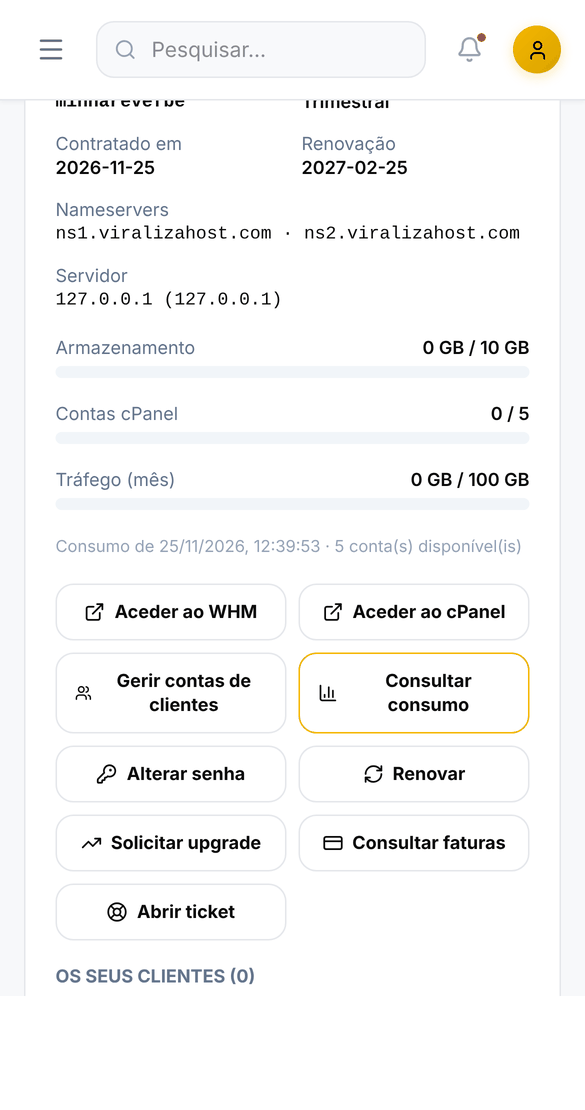 Pesquisar...
minhareverbe
Trimestral
Contratado em
Renovação
2026-11-25
2027-02-25
Nameservers
ns1.viralizahost.com · ns2.viralizahost.com
Servidor
127.0.0.1 (127.0.0.1)
Armazenamento
0 GB / 10 GB
Contas cPanel
0 / 5
Tráfego (mês)
0 GB / 100 GB
Consumo de 25/11/2026, 12:39:53 · 5 conta(s) disponível(is)
Aceder ao WHM
Aceder ao cPanel
Gerir contas de
clientes
Consultar
consumo
Alterar senha
Renovar
Solicitar upgrade
Consultar faturas
Abrir ticket
OS SEUS CLIENTES (0)